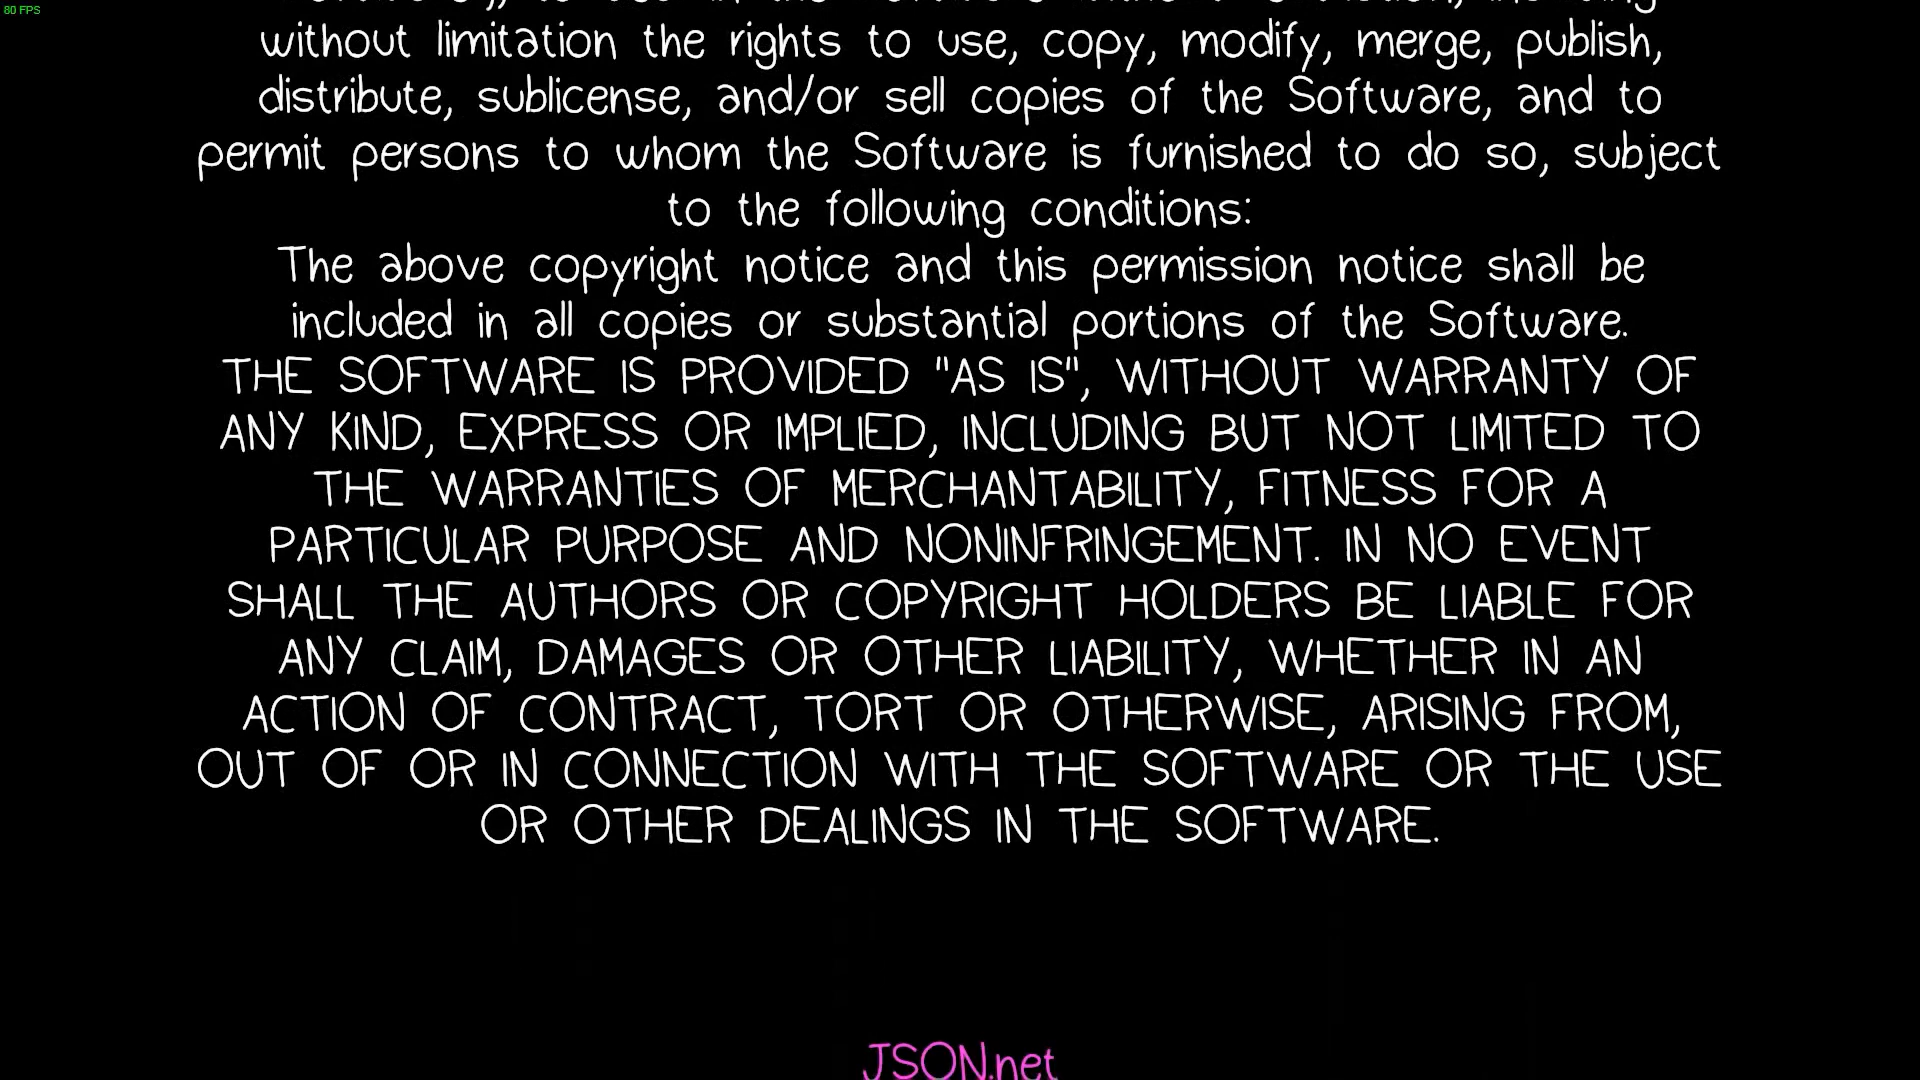 80 FPS
without limitation the rights to use, copy, modify, merge, publish,
distribute, sublicense, and/or sell copies of the Software, and to
permit persons to whom the Software is furnished to do so, subject
to the following conditions:
The above copyright notice and this permission notice shall be
included in all copies or substantial portions of the Software.
THE SOFTWARE IS PROVIDED "AS IS", WITHOUT WARRANTY OF
ANY KIND, EXPRESS OR IMPLIED, INCLUDING BUT NOT LIMITED TO
THE WARRANTIES OF MERCHANTABILITY, FITNESS FOR A
PARTICULAR PURPOSE AND NONINFRINGEMENT. IN NO EVENT
SHALL THE AUTHORS OR COPYRIGHT HOLDERS BE LIABLE FOR
ANY CLAIM, DAMAGES OR OTHER LIABILITY, WHETHER IN AN
ACTION OF CONTRACT, TORT OR OTHERWISE, ARISING FROM,
OUT OF OR IN CONNECTION WITH THE SOFTWARE OR THE USE
OR OTHER DEALINGS IN THE SOFTWARE.
JSON.net